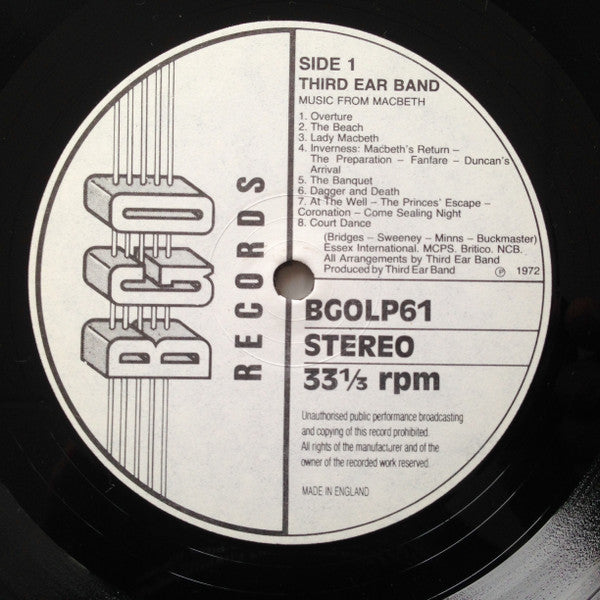 BGO
RECORDS
SIDE 1
THIRD EAR BAND
MUSIC FROM MACBETH
1. Overture
2. The Beach
3. Lady Macbeth
4. Inverness: Macbeth's Return –
The Preparation – Fanfare – Duncan's
Arrival
5. The Banquet
6. Dagger and Death
7. At The Well – The Princes' Escape –
Coronation – Come Sealing Night
8. Court Dance
(Bridges – Sweeney – Minns – Buckmaster)
Essex International. MCPS. Britico. NCB.
All Arrangements by Third Ear Band
Produced by Third Ear Band ℗ 1972
BGOLP61
STEREO
33⅓ rpm
Unauthorised public performance broadcasting
and copying of this record prohibited.
All rights of the manufacturer and of the
owner of the recorded work reserved.
MADE IN ENGLAND